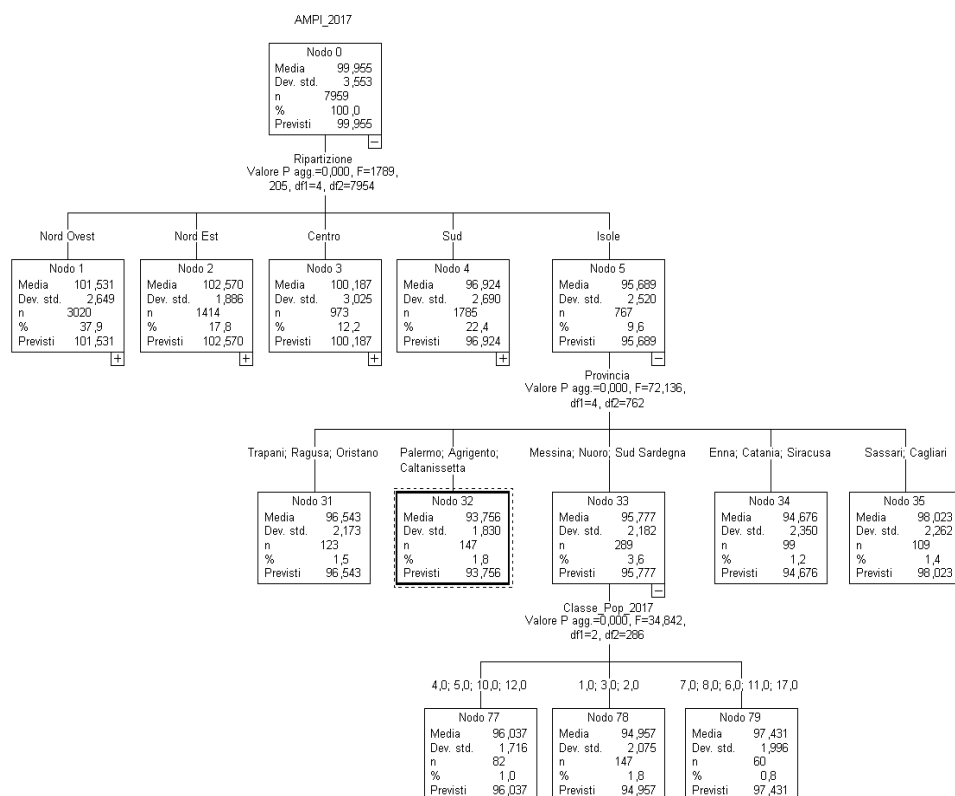 AMPI_2017
Nodo 0
Media 99,955
Dev. std. 3,553
n 7959
% 100,0
Previsti 99,955
Ripartizione
Valore P agg.=0,000, F=1789,
205, df1=4, df2=7954
Nord Ovest
Nord Est
Centro
Sud
Isole
Nodo 1
Media 101,531
Dev. std. 2,649
n 3020
% 37,9
Previsti 101,531
Nodo 2
Media 102,570
Dev. std. 1,886
n 1414
% 17,8
Previsti 102,570
Nodo 3
Media 100,187
Dev. std. 3,025
n 973
% 12,2
Previsti 100,187
Nodo 4
Media 96,924
Dev. std. 2,690
n 1785
% 22,4
Previsti 96,924
Nodo 5
Media 95,689
Dev. std. 2,520
n 767
% 9,6
Previsti 95,689
Provincia
Valore P agg.=0,000, F=72,136,
df1=4, df2=762
Trapani; Ragusa; Oristano
Palermo; Agrigento;
Caltanissetta
Messina; Nuoro; Sud Sardegna
Enna; Catania; Siracusa
Sassari; Cagliari
Nodo 31
Media 96,543
Dev. std. 2,173
n 123
% 1,5
Previsti 96,543
Nodo 32
Media 93,756
Dev. std. 1,830
n 147
% 1,8
Previsti 93,756
Nodo 33
Media 95,777
Dev. std. 2,182
n 289
% 3,6
Previsti 95,777
Nodo 34
Media 94,676
Dev. std. 2,350
n 99
% 1,2
Previsti 94,676
Nodo 35
Media 98,023
Dev. std. 2,262
n 109
% 1,4
Previsti 98,023
Classe_Pop_2017
Valore P agg.=0,000, F=34,842,
df1=2, df2=286
4,0; 5,0; 10,0; 12,0
1,0; 3,0; 2,0
7,0; 8,0; 6,0; 11,0; 17,0
Nodo 77
Media 96,037
Dev. std. 1,716
n 82
% 1,0
Previsti 96,037
Nodo 78
Media 94,957
Dev. std. 2,075
n 147
% 1,8
Previsti 94,957
Nodo 79
Media 97,431
Dev. std. 1,996
n 60
% 0,8
Previsti 97,431